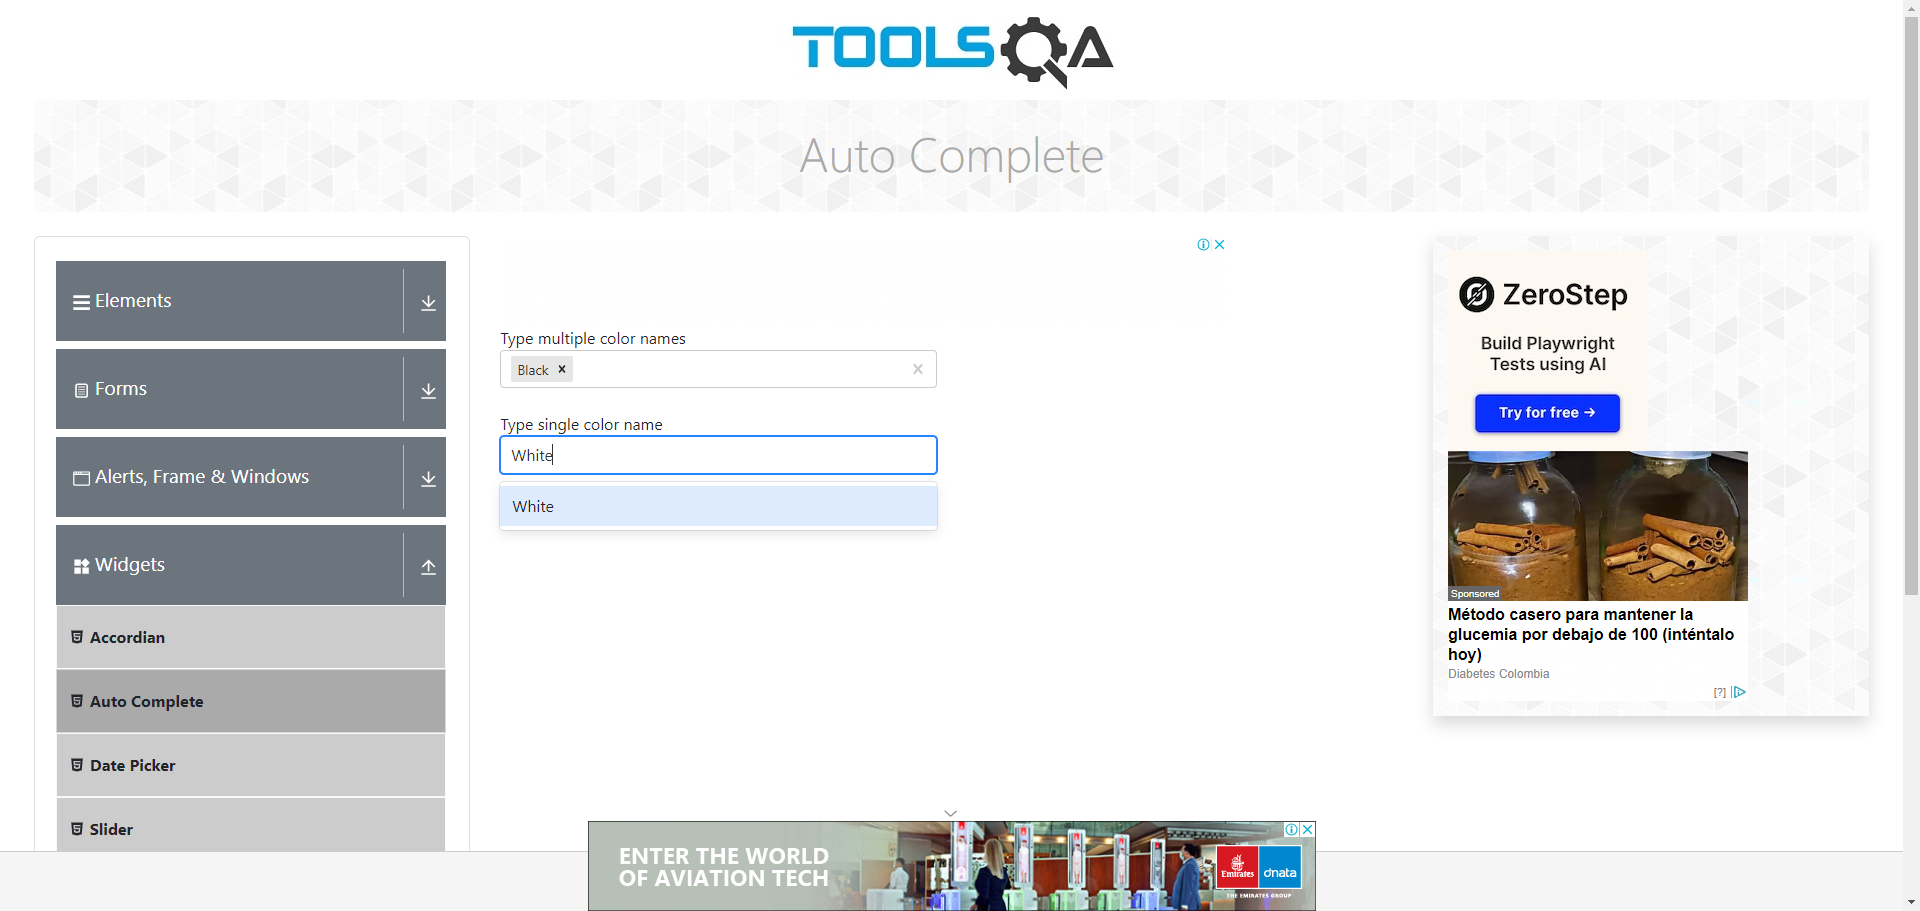 TOOLSQA
Auto Complete
Elements
Forms
Alerts, Frame & Windows
Widgets
Accordian
Auto Complete
Date Picker
Slider
Type multiple color names
Black
Type single color name
White
White
ZeroStep
Build Playwright
Tests using AI
Try for free →
Sponsored
Método casero para mantener la
glucemia por debajo de 100 (inténtalo
hoy)
Diabetes Colombia
[?]
ENTER THE WORLD
OF AVIATION TECH
Emirates
dnata
THE EMIRATES GROUP